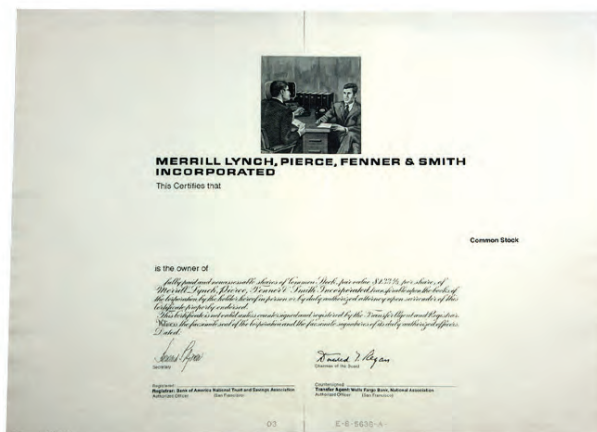 MERRILL LYNCH, PIERCE, FENNER & SMITH
INCORPORATED
This Certifies that
Common Stock
is the owner of
fully paid and nonassessable shares of Common Stock, par value $1.33⅓ per share, of
Merrill Lynch, Pierce, Fenner & Smith Incorporated, transferable upon the books of
the Corporation by the holder hereof in person or by duly authorized attorney upon surrender of this
certificate properly endorsed.
This certificate is not valid unless countersigned and registered by the Transfer Agent and Registrar.
the facsimile seal of the Corporation and the facsimile signatures of its duly authorized officers.
Dated:
Donald T. Regan
Secretary
Chairman of the Board
Registered:
Registrar: Bank of America National Trust and Savings Association
Authorized Officer (San Francisco)
Countersigned:
Transfer Agent: Wells Fargo Bank, National Association
Authorized Officer (San Francisco)
03
E-8-5636-A-